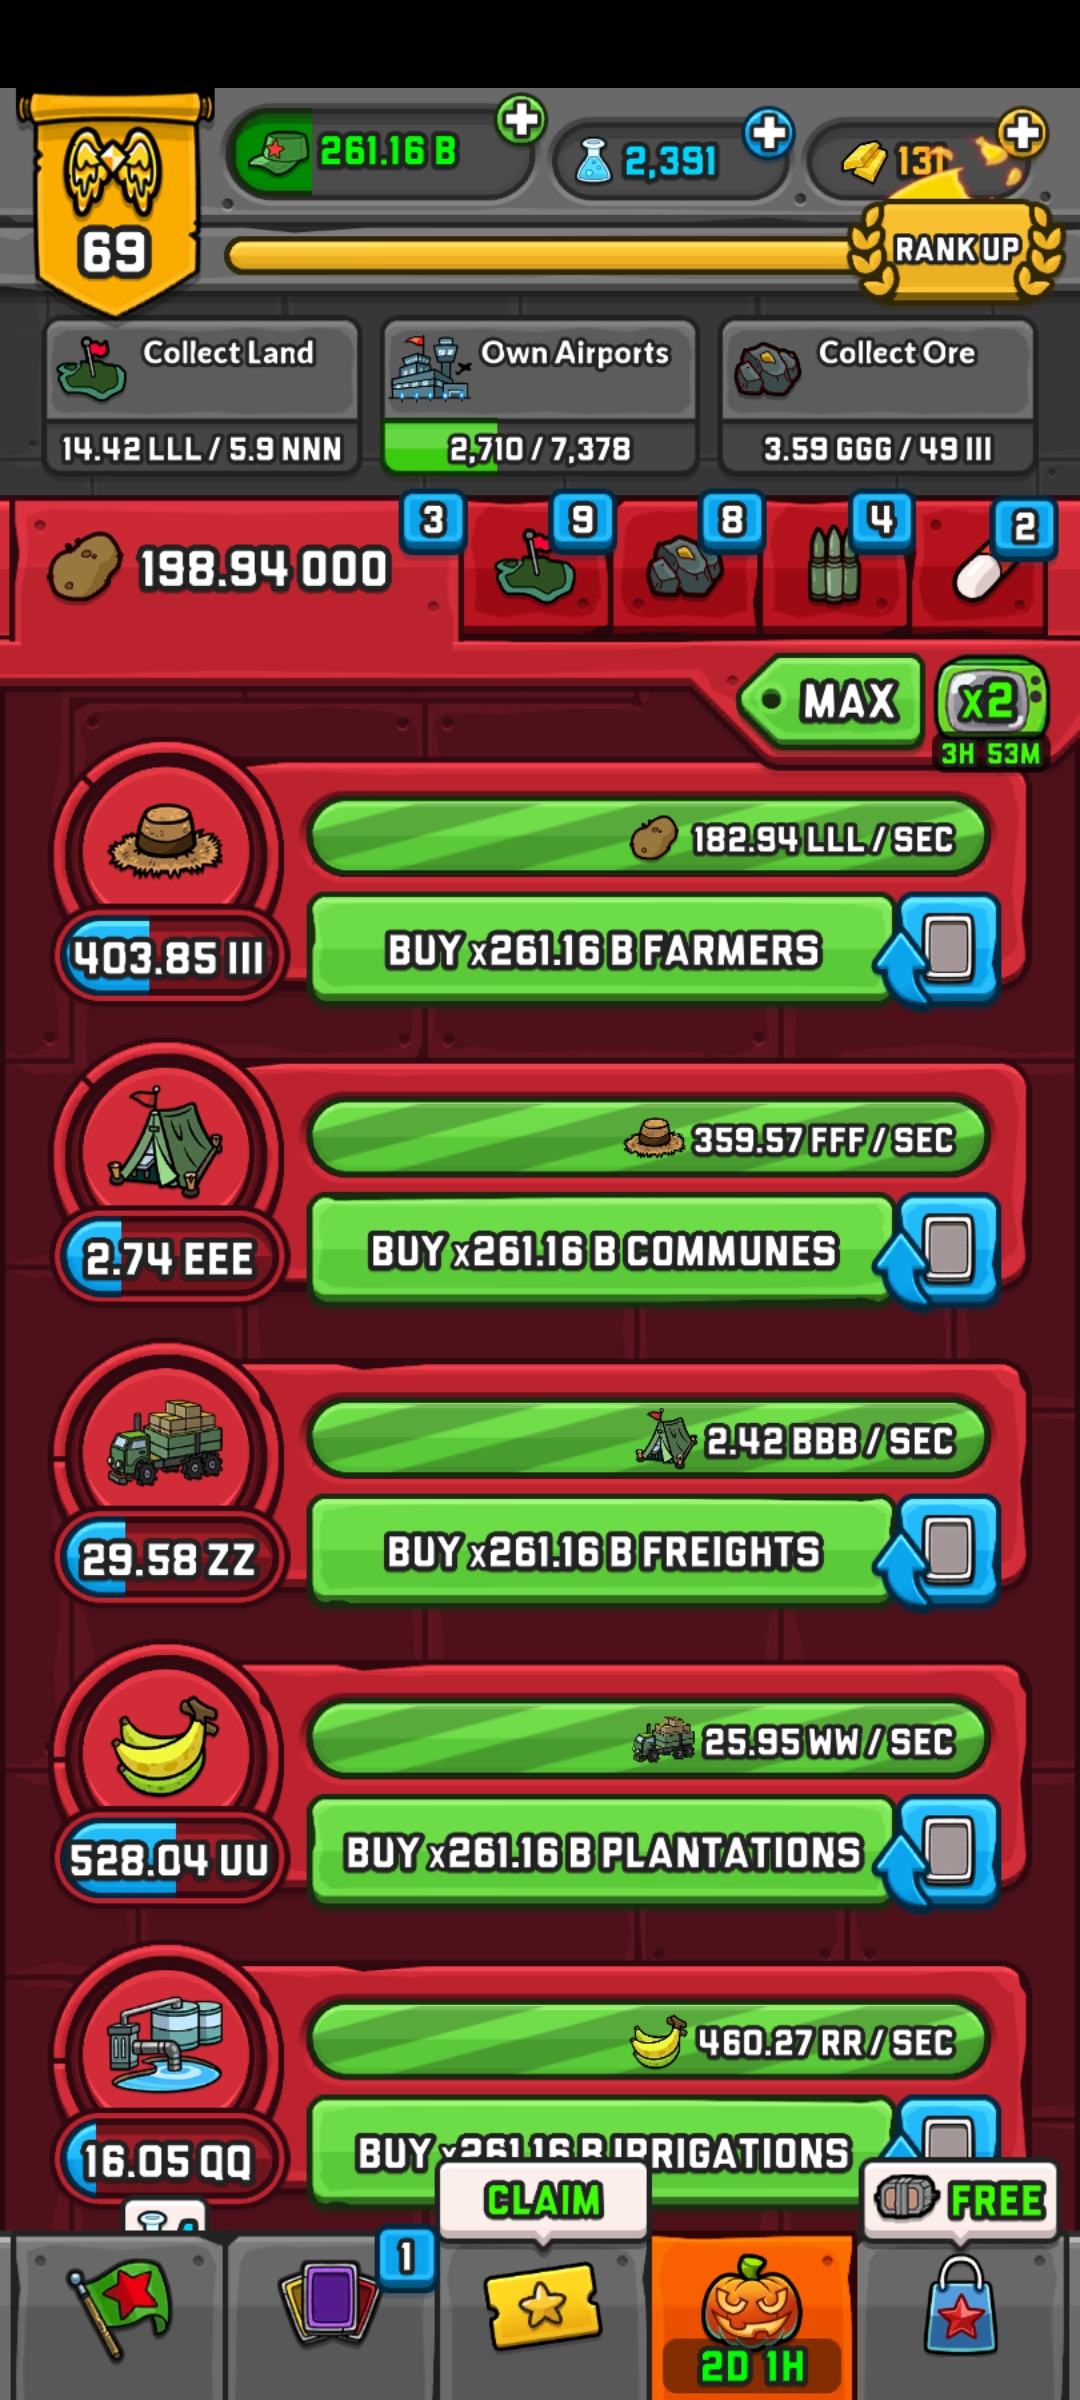 261.16 B
2,391
131
69
RANK UP
Collect Land
Own Airports
Collect Ore
14.42 LLL / 5.9 NNN
2,710 / 7,378
3.59 GGG / 49 III
3
9
8
4
2
198.94 OOO
MAX
x2
3H 53M
182.94 LLL / SEC
403.85 III
BUY x261.16 B FARMERS
359.57 FFF / SEC
2.74 EEE
BUY x261.16 B COMMUNES
2.42 BBB / SEC
29.58 ZZ
BUY x261.16 B FREIGHTS
25.95 WW / SEC
528.04 UU
BUY x261.16 B PLANTATIONS
460.27 RR / SEC
16.05 QQ
BUY x261.16 B IRRIGATIONS
CLAIM
FREE
1
2D 1H